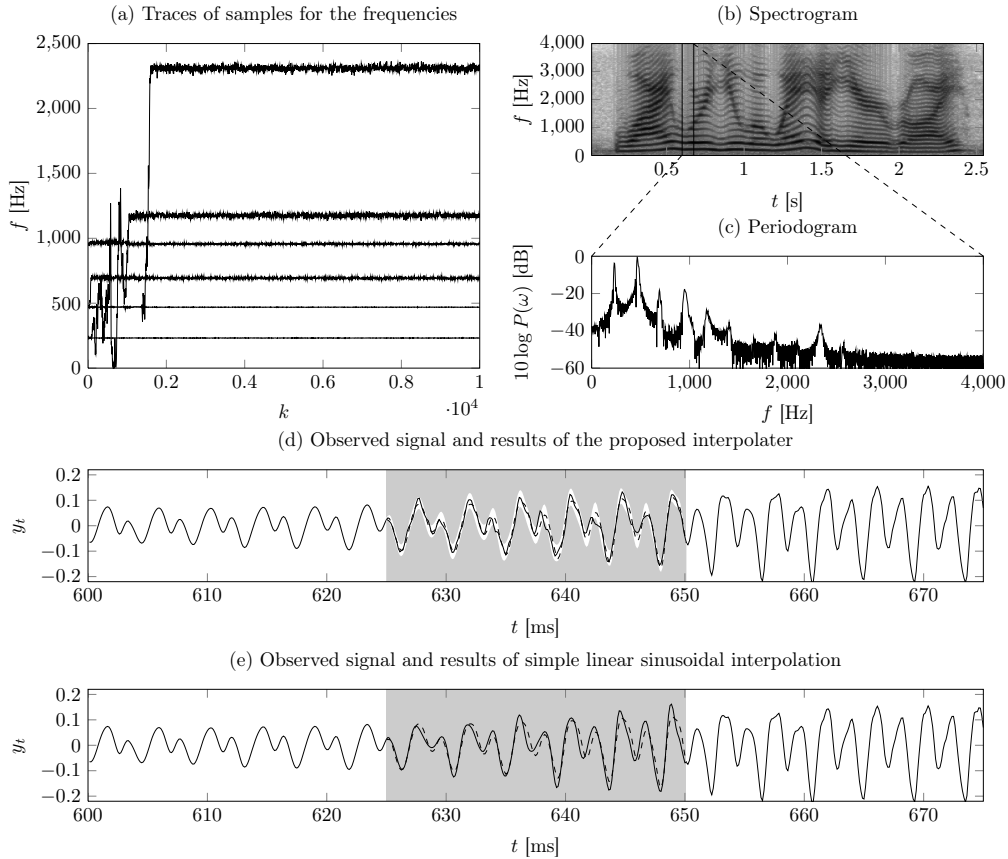 (a) Traces of samples for the frequencies
2,500
2,000
1,500
1,000
500
0
f [Hz]
0 0.2 0.4 0.6 0.8 1
·10^4
k
(b) Spectrogram
4,000
3,000
2,000
1,000
0
f [Hz]
0.5 1 1.5 2 2.5
t [s]
(c) Periodogram
0
−20
−40
−60
10 log P(ω) [dB]
0 1,000 2,000 3,000 4,000
f [Hz]
(d) Observed signal and results of the proposed interpolater
0.2
0.1
0
−0.1
−0.2
y_t
600 610 620 630 640 650 660 670
t [ms]
(e) Observed signal and results of simple linear sinusoidal interpolation
0.2
0.1
0
−0.1
−0.2
y_t
600 610 620 630 640 650 660 670
t [ms]